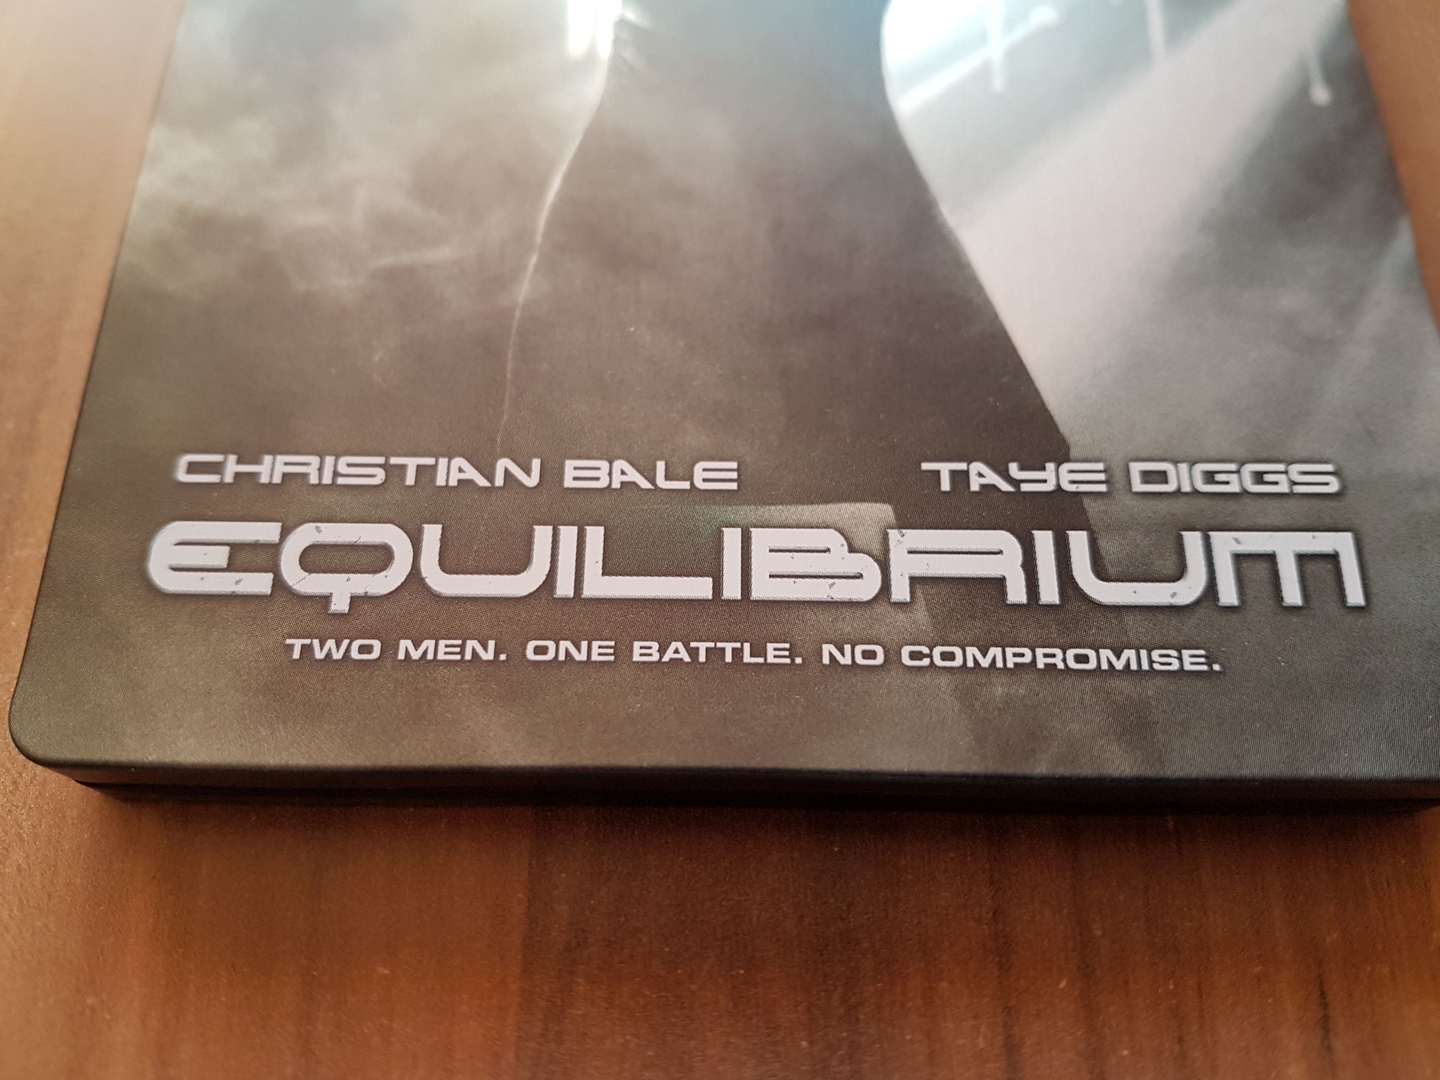 CHRISTIAN BALE TAYE DIGGS
EQUILIBRIUM
TWO MEN. ONE BATTLE. NO COMPROMISE.